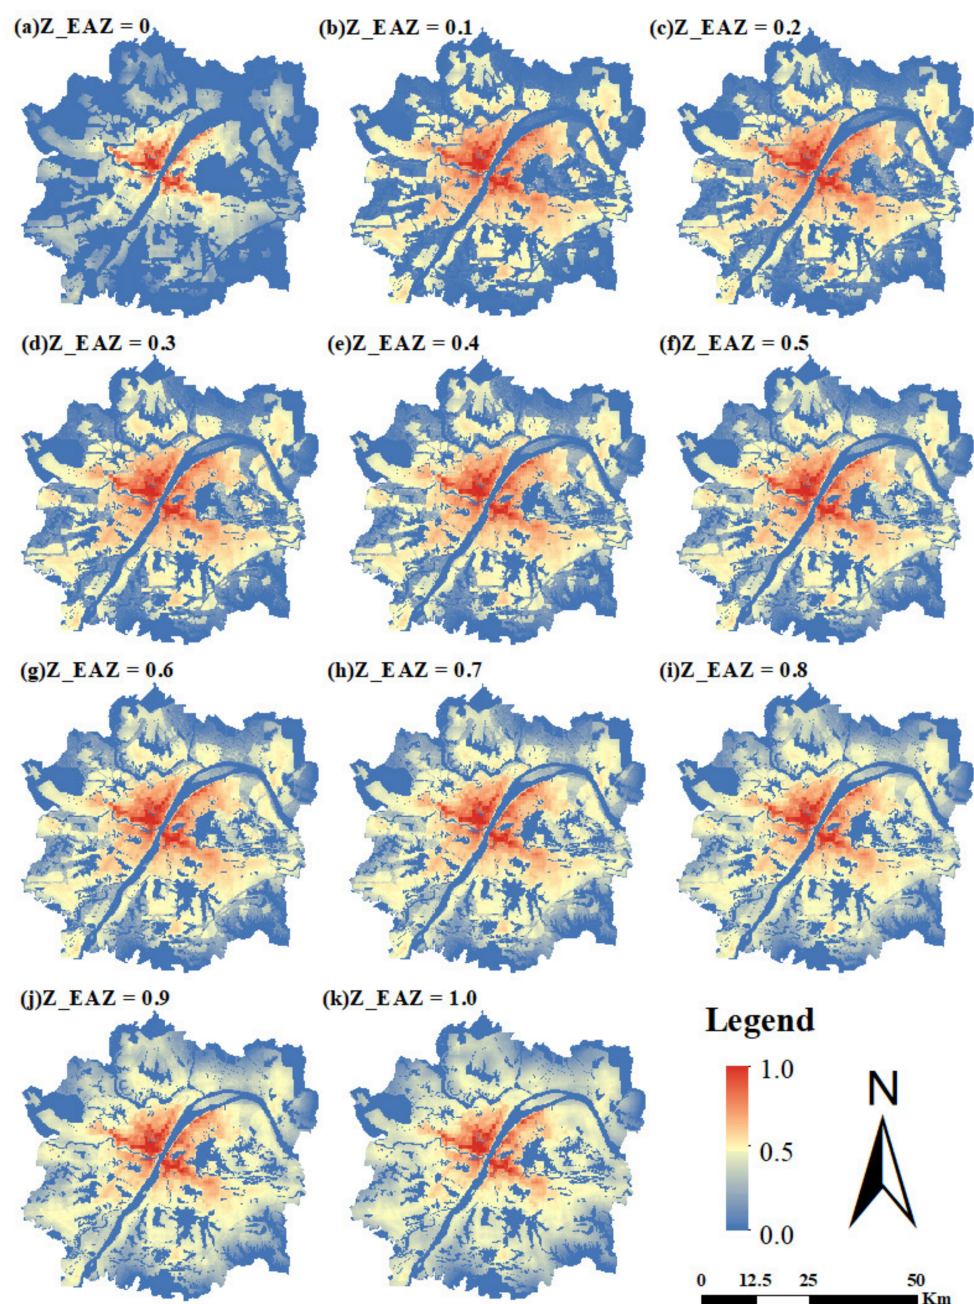 (a)Z_EAZ = 0
(b)Z_EAZ = 0.1
(c)Z_EAZ = 0.2
(d)Z_EAZ = 0.3
(e)Z_EAZ = 0.4
(f)Z_EAZ = 0.5
(g)Z_EAZ = 0.6
(h)Z_EAZ = 0.7
(i)Z_EAZ = 0.8
(j)Z_EAZ = 0.9
(k)Z_EAZ = 1.0
Legend
1.0
0.5
0.0
N
0 12.5 25 50
Km